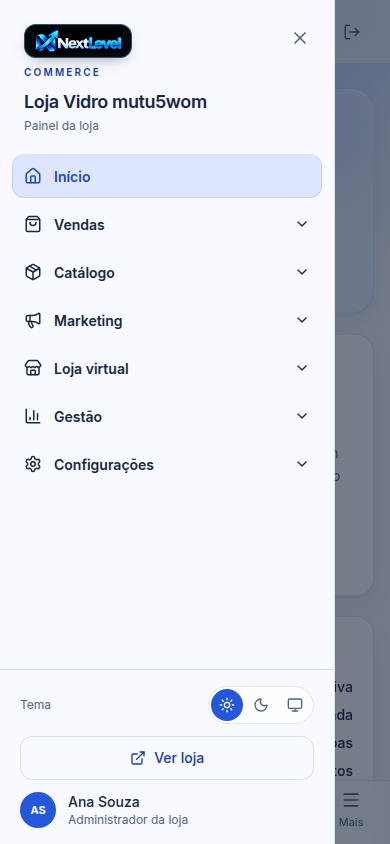 NextLevel
COMMERCE
Loja Vidro mutu5wom
Painel da loja
Início
Vendas
Catálogo
Marketing
Loja virtual
Gestão
Configurações
Tema
Ver loja
AS
Ana Souza
Administrador da loja
Mais